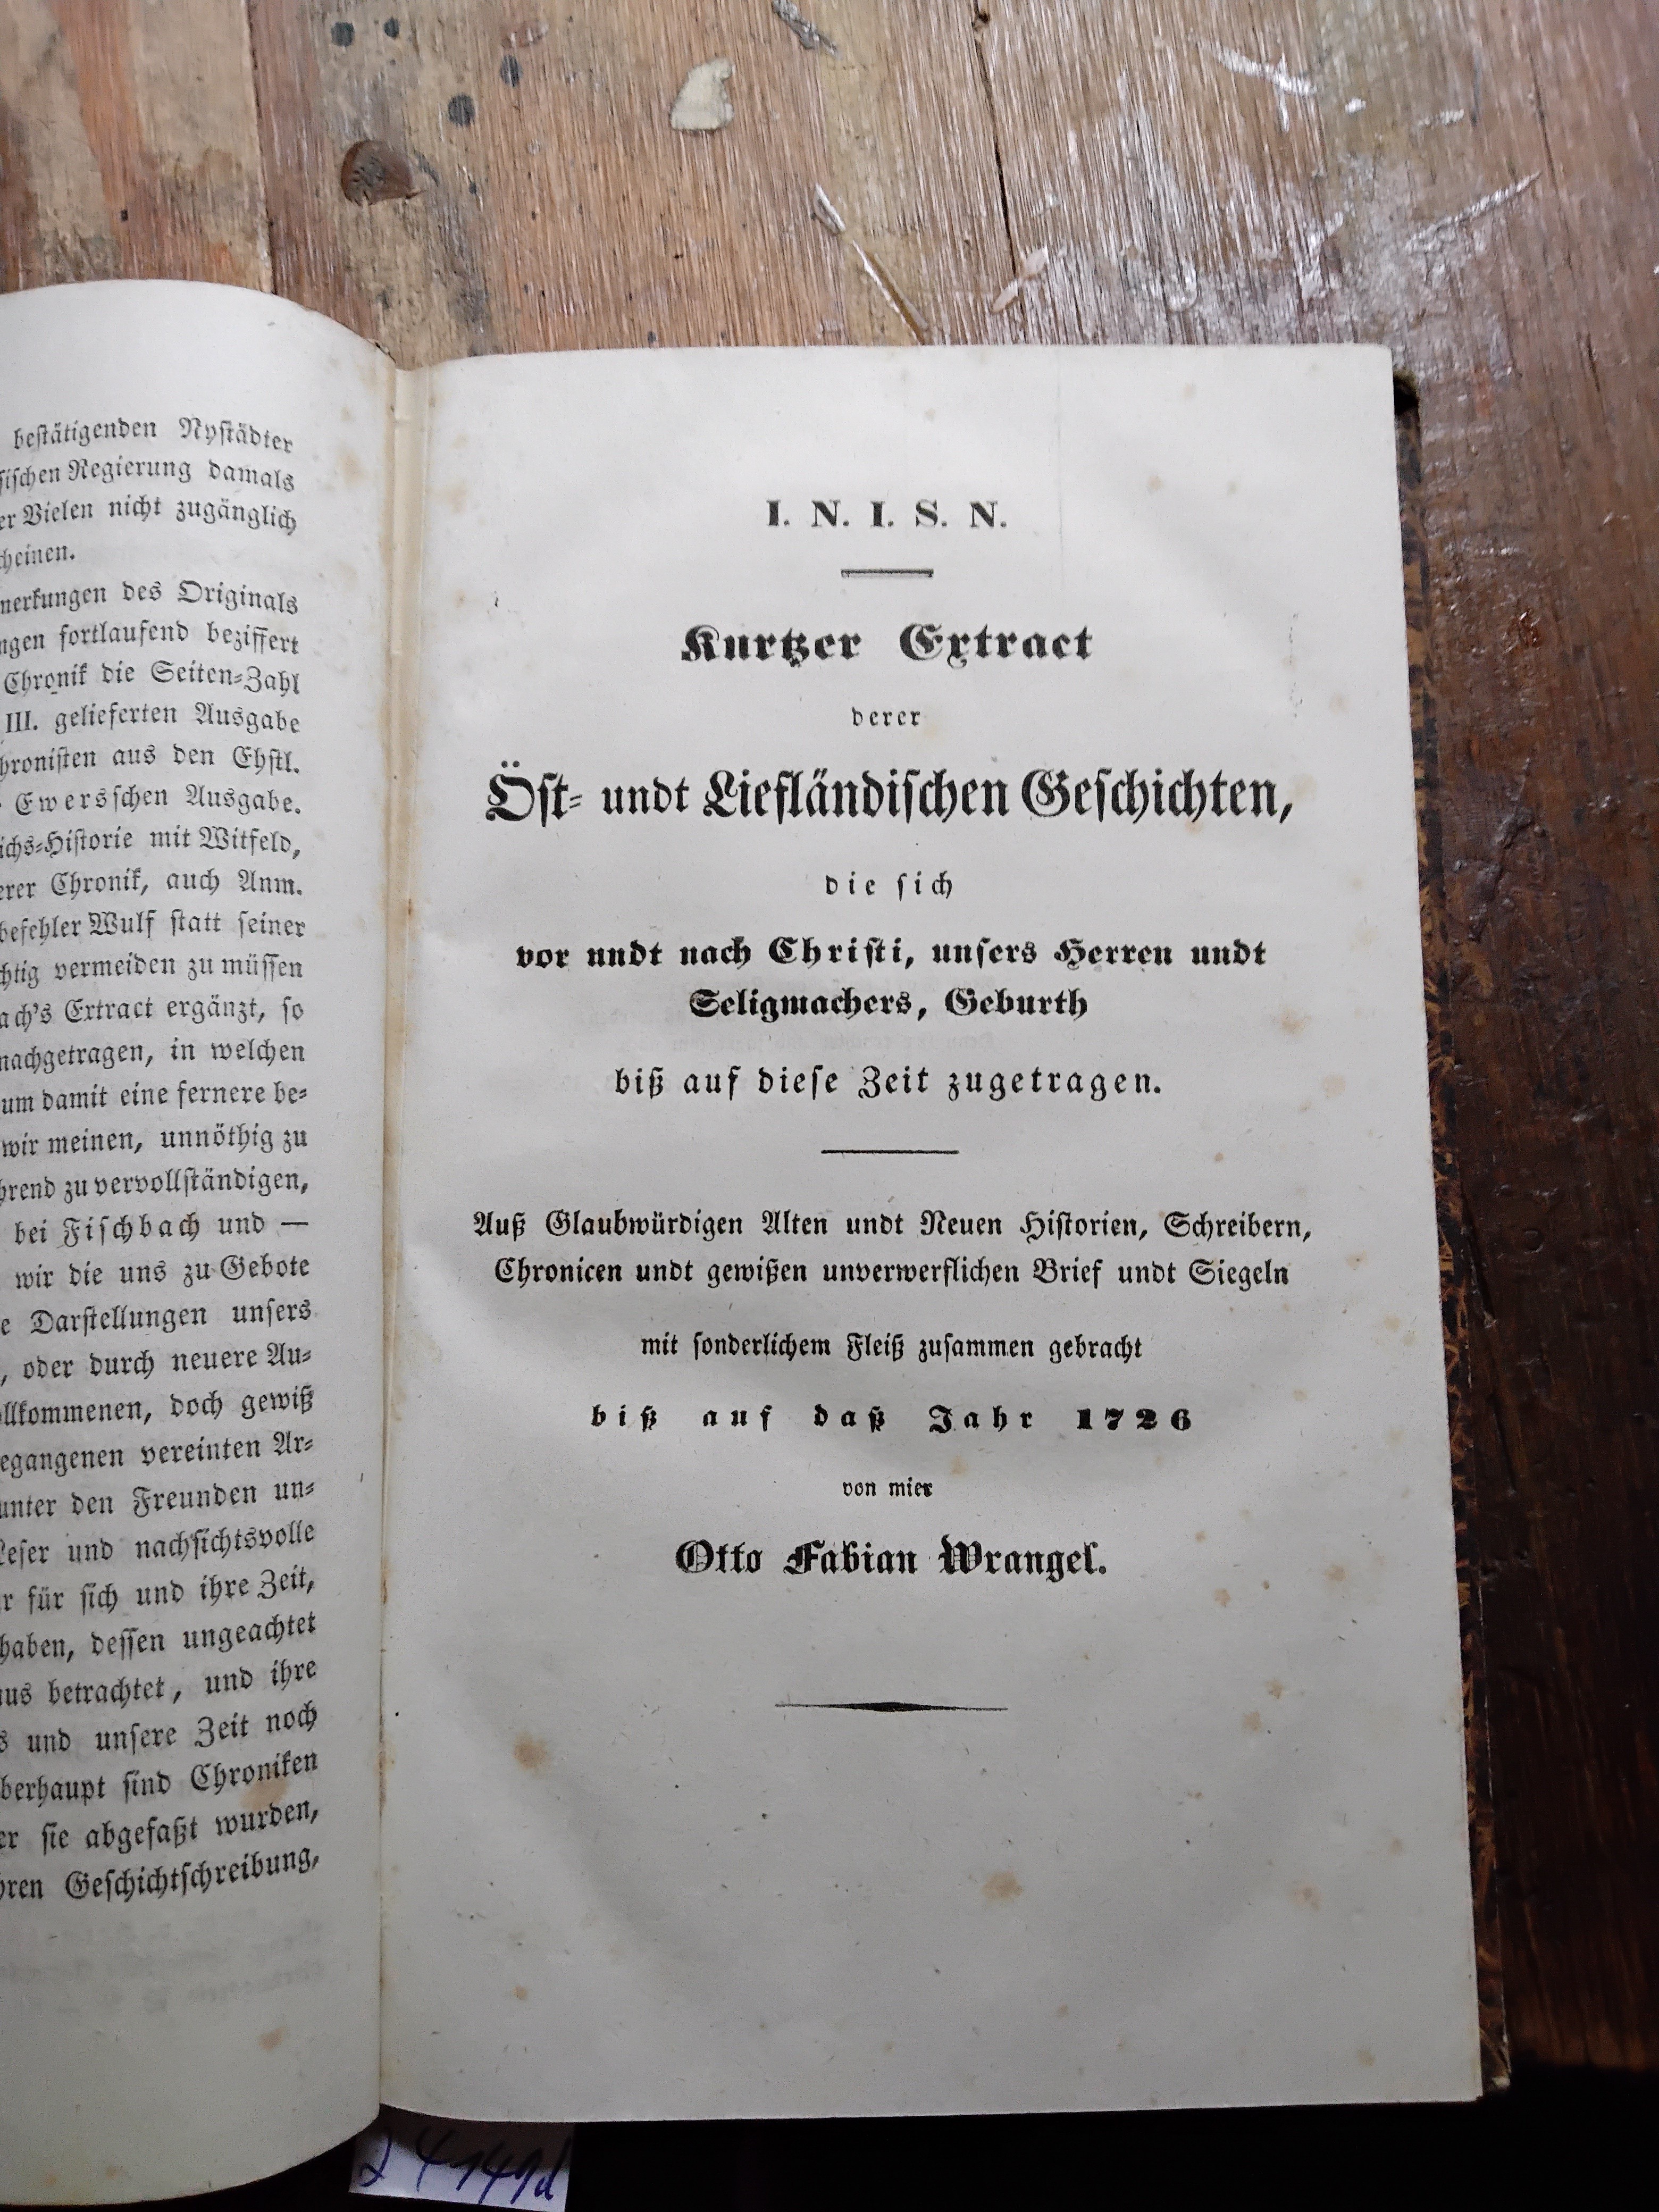 bestätigenden Nystädter
sischen Regierung damals
er Vielen nicht zugänglich
cheinen.
merkungen des Originals
ngen fortlaufend beziffert
Chronik die Seiten-Zahl
III. gelieferten Ausgabe
hronisten aus den Ehstl.
Ewersschen Ausgabe.
ichs-Historie mit Witfeld,
erer Chronik, auch Anm.
befehler Wulf statt seiner
chtig vermeiden zu müssen
ach's Extract ergänzt, so
nachgetragen, in welchen
um damit eine fernere be-
wir meinen, unnöthig zu
hrend zu vervollständigen,
bei Fischbach und —
wir die uns zu Gebote
e Darstellungen unsers
, oder durch neuere Au-
llkommenen, doch gewiß
egangenen vereinten Ar-
unter den Freunden un-
Leser und nachsichtsvolle
r für sich und ihre Zeit,
haben, dessen ungeachtet
aus betrachtet, und ihre
s und unsere Zeit noch
berhaupt sind Chroniken
er sie abgefaßt wurden,
hren Geschichtschreibung,
I. N. I. S. N.
Kurtzer Extract
derer
Öst- undt Liefländischen Geschichten,
die sich
vor undt nach Christi, unsers Herren undt
Seligmachers, Geburth
biß auf diese Zeit zugetragen.
Auß Glaubwürdigen Alten undt Neuen Historien, Schreibern,
Chronicen undt gewißen unverwerflichen Brief undt Siegeln
mit sonderlichem Fleiß zusammen gebracht
biß auf daß Jahr 1726
von mier
Otto Fabian Wrangel.